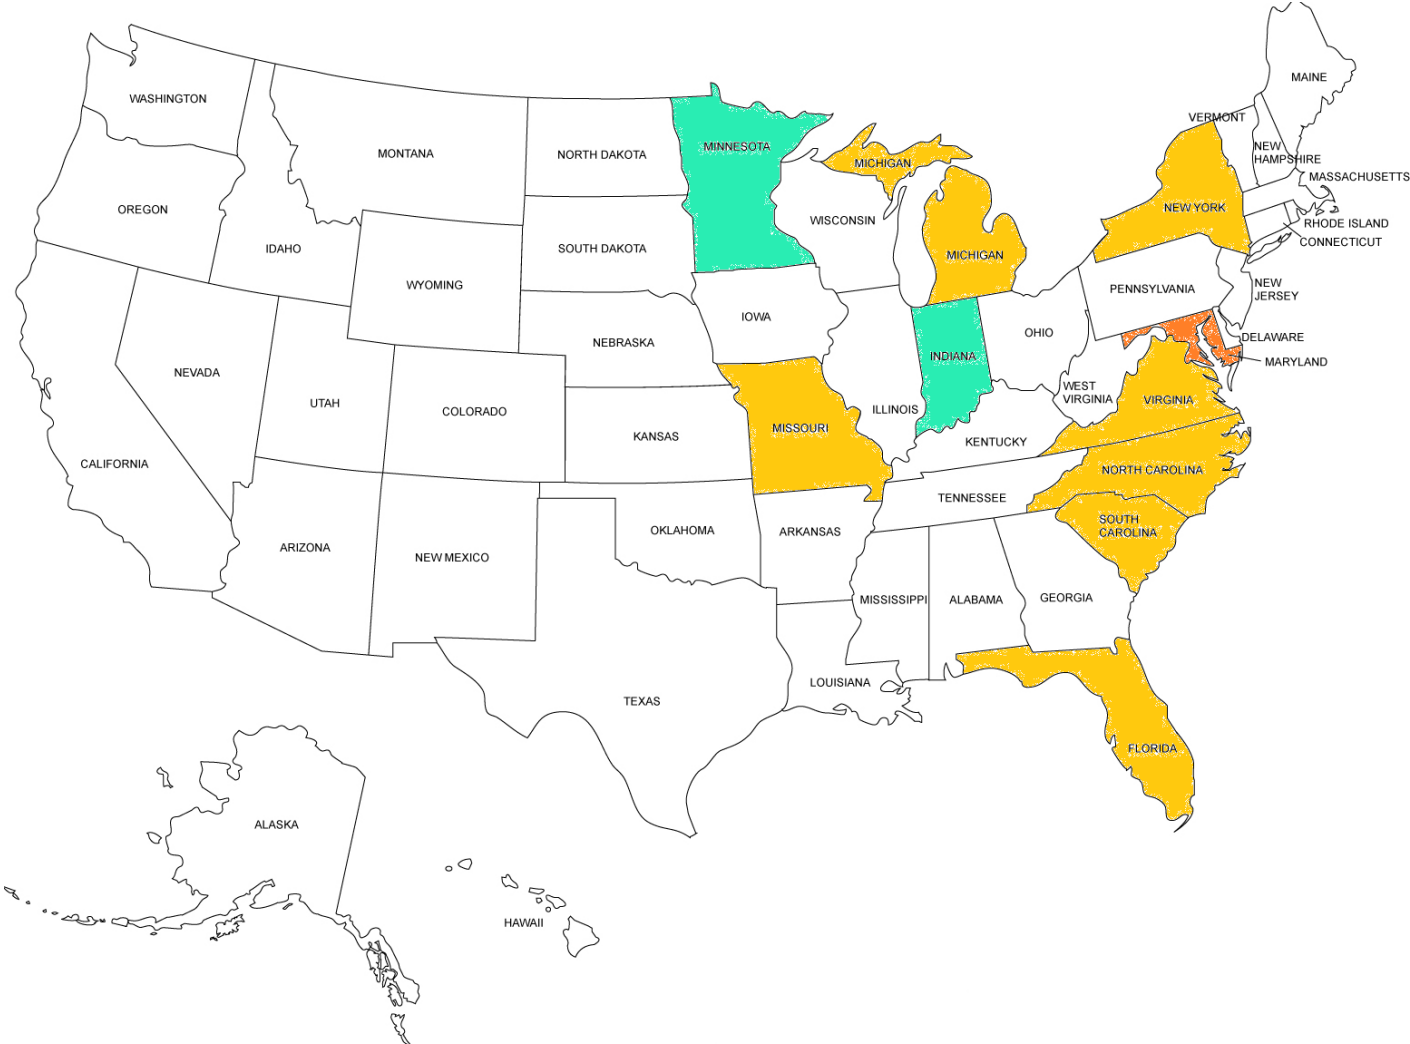 MAINE
WASHINGTON
VERMONT
MONTANA
NORTH DAKOTA
MINNESOTA
NEW
HAMPSHIRE
MICHIGAN
MASSACHUSETTS
OREGON
NEW YORK
WISCONSIN
RHODE ISLAND
IDAHO
SOUTH DAKOTA
CONNECTICUT
MICHIGAN
WYOMING
PENNSYLVANIA
NEW
JERSEY
IOWA
OHIO
DELAWARE
NEBRASKA
INDIANA
MARYLAND
NEVADA
WEST
VIRGINIA
UTAH
COLORADO
ILLINOIS
VIRGINIA
MISSOURI
KANSAS
KENTUCKY
CALIFORNIA
NORTH CAROLINA
TENNESSEE
SOUTH
CAROLINA
OKLAHOMA
ARKANSAS
ARIZONA
NEW MEXICO
MISSISSIPPI
ALABAMA
GEORGIA
LOUISIANA
TEXAS
FLORIDA
ALASKA
HAWAII